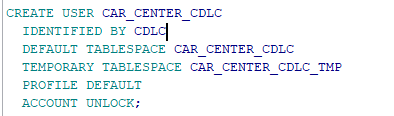 CREATE USER CAR_CENTER_CDLC
IDENTIFIED BY CDLC
DEFAULT TABLESPACE CAR_CENTER_CDLC
TEMPORARY TABLESPACE CAR_CENTER_CDLC_TMP
PROFILE DEFAULT
ACCOUNT UNLOCK;